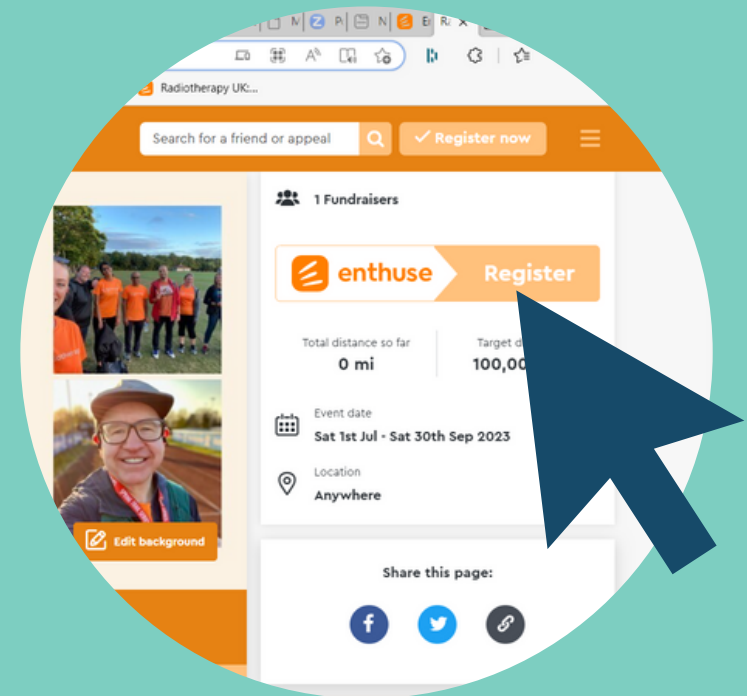 Radiotherapy UK:...
Search for a friend or appeal
Register now
1 Fundraisers
enthuse
Register
Total distance so far
Target d
0 mi
100,00
Event date
Sat 1st Jul - Sat 30th Sep 2023
Location
Anywhere
Edit background
Share this page: